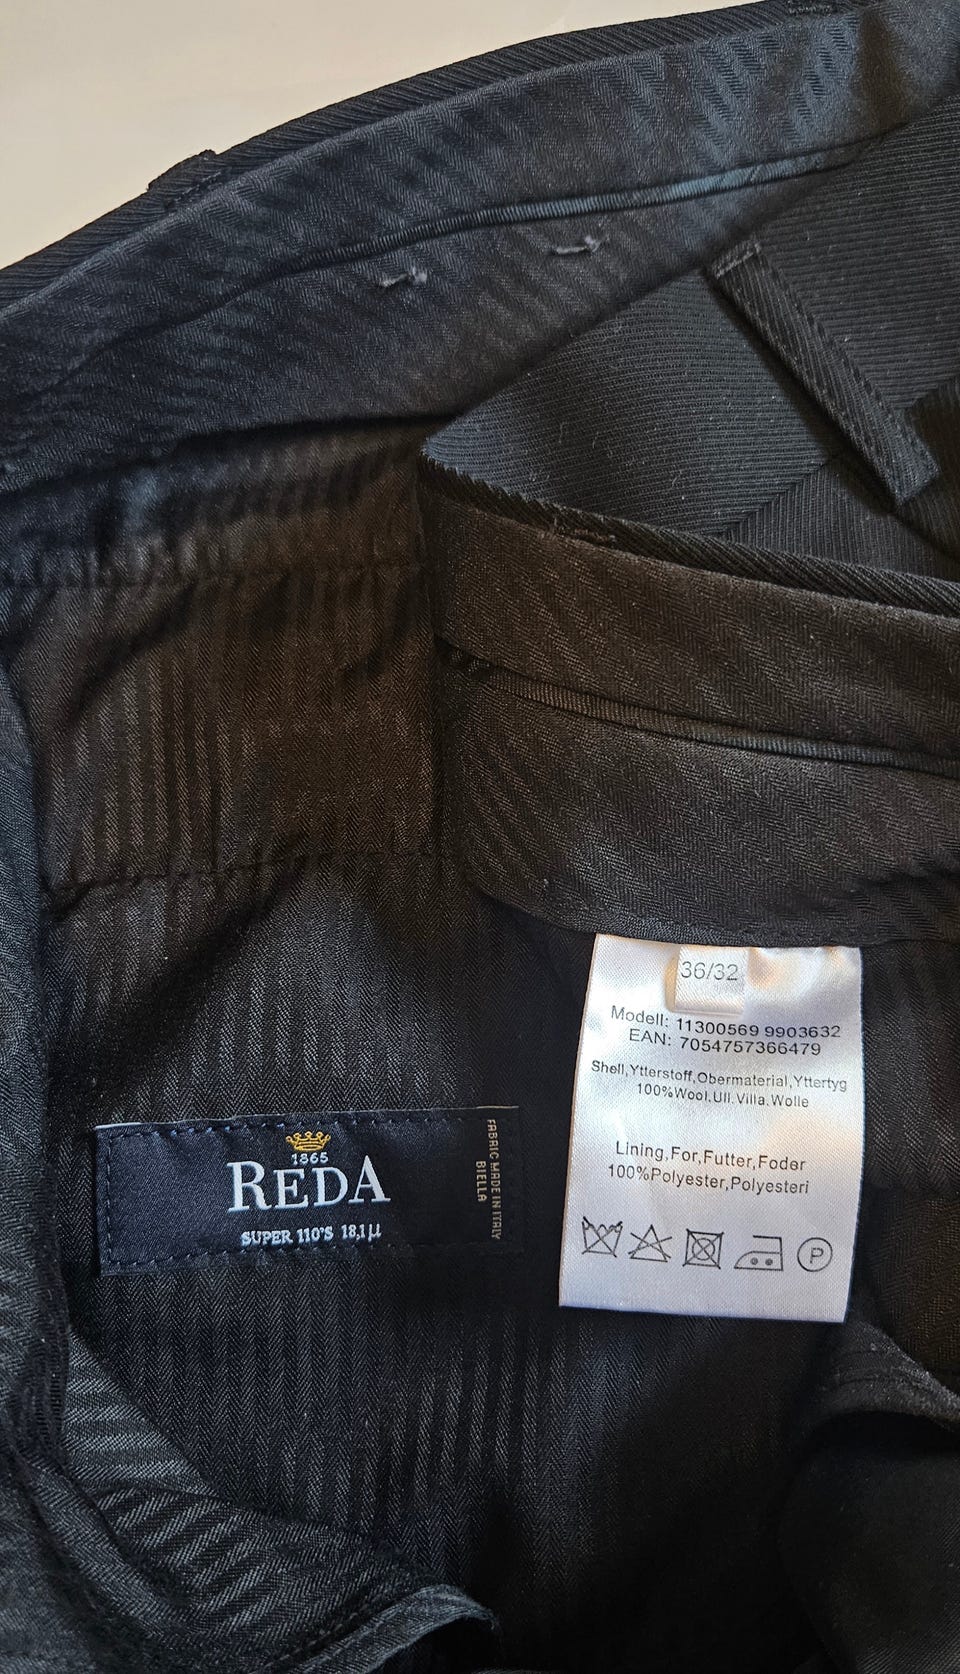 36/32
Modell: 11300569 9903632
EAN: 7054757366479
Shell,Ytterstoff,Obermaterial,Yttertyg
100%Wool,Ull,Villa,Wolle
Lining,For,Futter,Foder
100%Polyester,Polyesteri
P
1865
REDA
SUPER 110'S 18,1 µ
FABRIC MADE IN ITALY
BIELLA